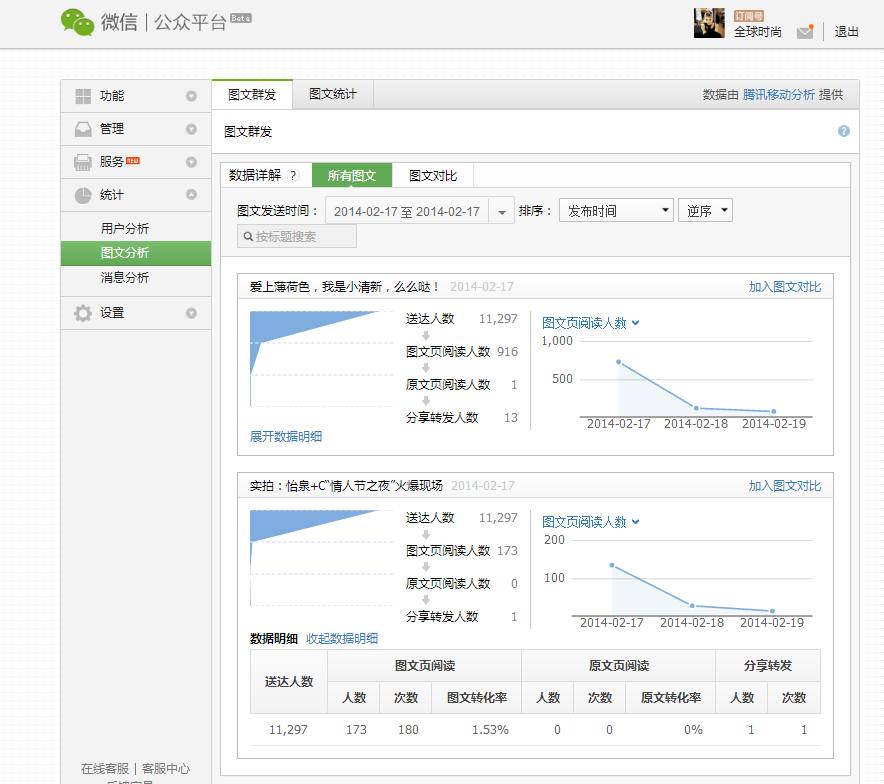 微信 | 公众平台 Beta
订阅号
全球时尚
退出
功能
管理
服务
统计
用户分析
图文分析
消息分析
设置
在线客服 | 客服中心
图文群发 图文统计 数据由 腾讯移动分析 提供
图文群发 ?
数据详解 ? 所有图文 图文对比
图文发送时间： 2014-02-17 至 2014-02-17 排序： 发布时间 逆序
按标题搜索
爱上薄荷色，我是小清新，么么哒！ 2014-02-17 加入图文对比
送达人数 11,297
图文页阅读人数 916
原文页阅读人数 1
分享转发人数 13
展开数据明细
图文页阅读人数
1,000
500
2014-02-17 2014-02-18 2014-02-19
实拍：怡泉+C“情人节之夜”火爆现场 2014-02-17 加入图文对比
送达人数 11,297
图文页阅读人数 173
原文页阅读人数 0
分享转发人数 1
图文页阅读人数
200
100
2014-02-17 2014-02-18 2014-02-19
数据明细 收起数据明细
送达人数 图文页阅读 原文页阅读 分享转发
人数 次数 图文转化率 人数 次数 原文转化率 人数 次数
11,297 173 180 1.53% 0 0 0% 1 1